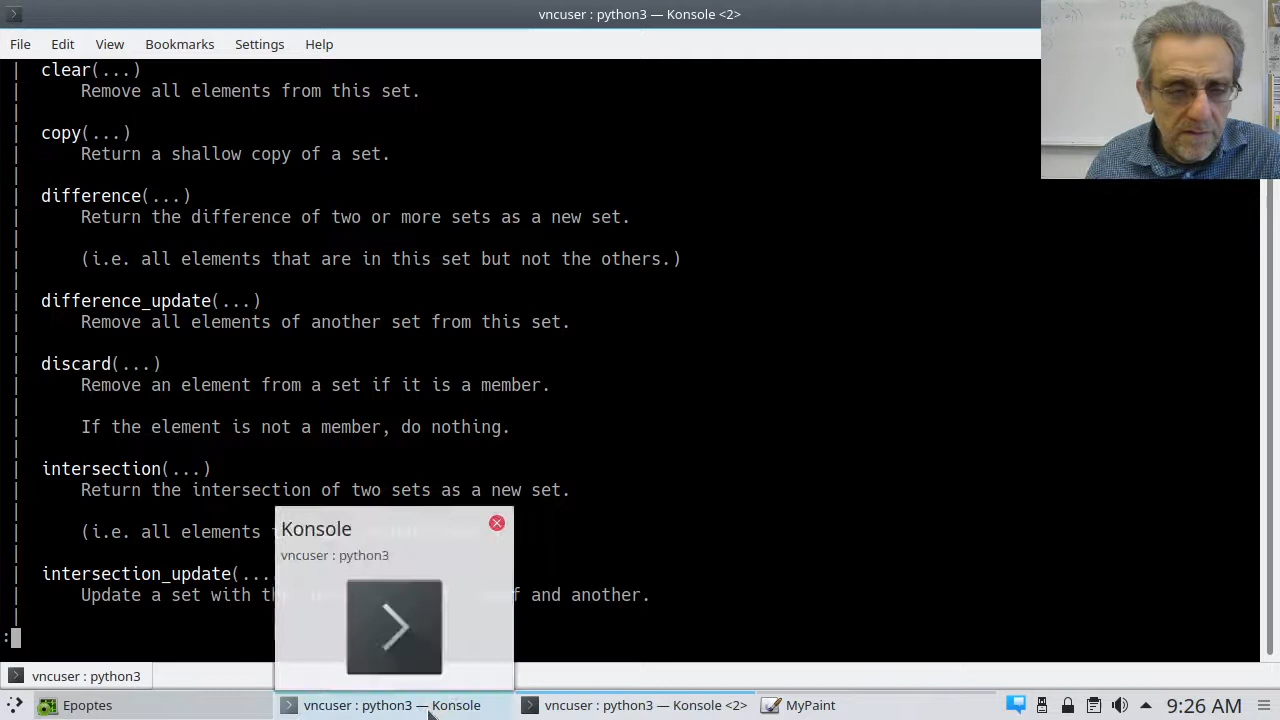 vncuser : python3 — Konsole <2>
File Edit View Bookmarks Settings Help
| clear(...)
| Remove all elements from this set.
|
| copy(...)
| Return a shallow copy of a set.
|
| difference(...)
| Return the difference of two or more sets as a new set.
|
| (i.e. all elements that are in this set but not the others.)
|
| difference_update(...)
| Remove all elements of another set from this set.
|
| discard(...)
| Remove an element from a set if it is a member.
|
| If the element is not a member, do nothing.
|
| intersection(...)
| Return the intersection of two sets as a new set.
|
| (i.e. all elements
|
| intersection_update(...
| Update a set with and another.
|
:
Konsole
vncuser : python3
vncuser : python3
Epoptes
vncuser : python3 — Konsole
vncuser : python3 — Konsole <2>
MyPaint
9:26 AM